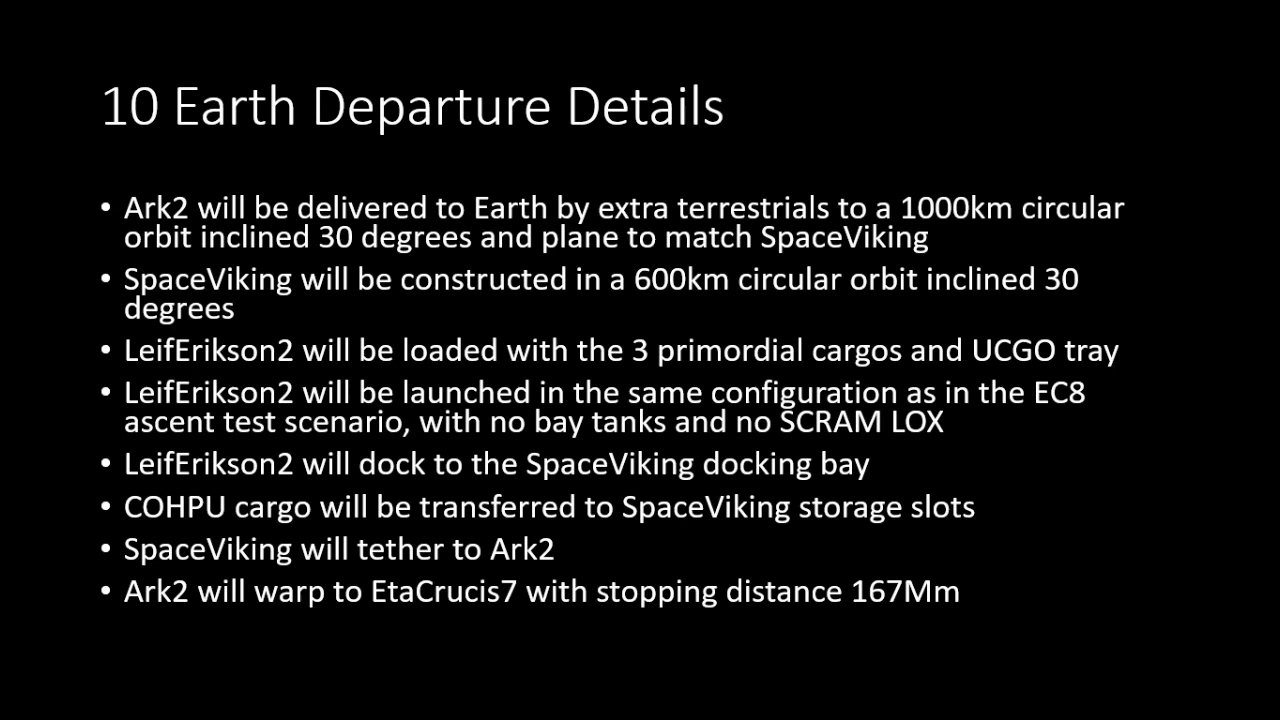 10 Earth Departure Details
• Ark2 will be delivered to Earth by extra terrestrials to a 1000km circular
orbit inclined 30 degrees and plane to match SpaceViking
• SpaceViking will be constructed in a 600km circular orbit inclined 30
degrees
• LeifErikson2 will be loaded with the 3 primordial cargos and UCGO tray
• LeifErikson2 will be launched in the same configuration as in the EC8
ascent test scenario, with no bay tanks and no SCRAM LOX
• LeifErikson2 will dock to the SpaceViking docking bay
• COHPU cargo will be transferred to SpaceViking storage slots
• SpaceViking will tether to Ark2
• Ark2 will warp to EtaCrucis7 with stopping distance 167Mm